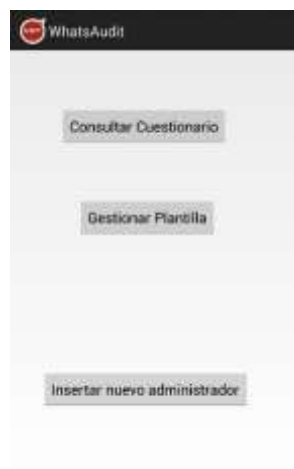 WhatsAudit
Consultar Cuestionario
Gestionar Plantilla
Insertar nuevo administrador